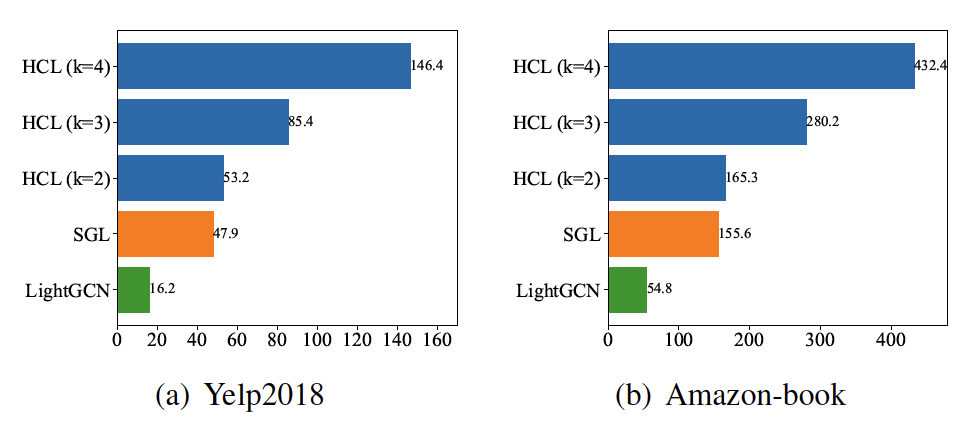 HCL (k=4)
146.4
HCL (k=3)
85.4
HCL (k=2)
53.2
SGL
47.9
LightGCN
16.2
0 20 40 60 80 100 120 140 160
(a) Yelp2018
HCL (k=4)
432.4
HCL (k=3)
280.2
HCL (k=2)
165.3
SGL
155.6
LightGCN
54.8
0 100 200 300 400
(b) Amazon-book